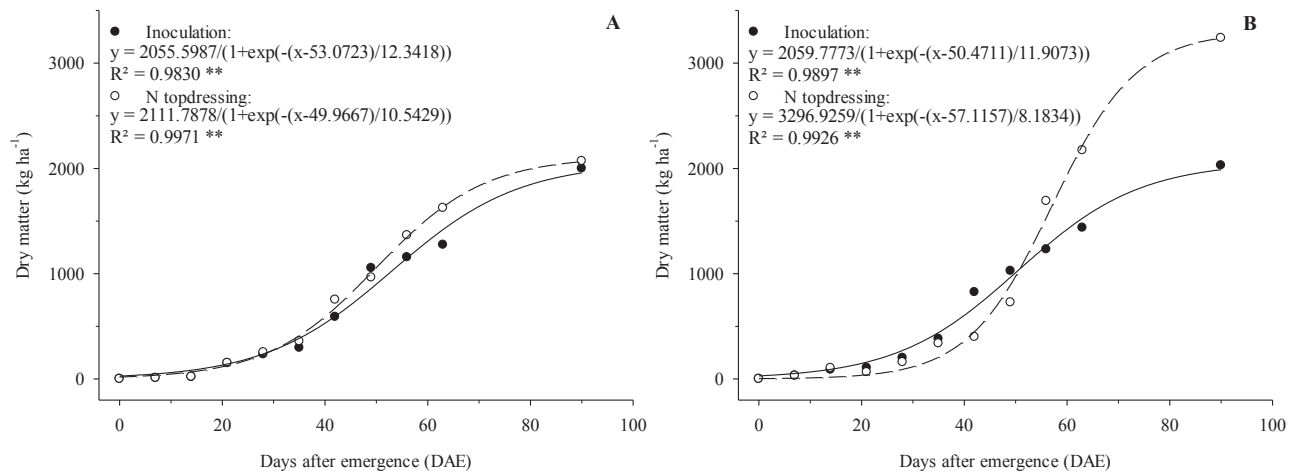 A
Inoculation:
y = 2055.5987/(1+exp(-(x-53.0723)/12.3418))
R² = 0.9830 **
N topdressing:
y = 2111.7878/(1+exp(-(x-49.9667)/10.5429))
R² = 0.9971 **
3000
2000
1000
0
Dry matter (kg ha⁻¹)
0 20 40 60 80 100
Days after emergence (DAE)
B
Inoculation:
y = 2059.7773/(1+exp(-(x-50.4711)/11.9073))
R² = 0.9897 **
N topdressing:
y = 3296.9259/(1+exp(-(x-57.1157)/8.1834))
R² = 0.9926 **
3000
2000
1000
0
Dry matter (kg ha⁻¹)
0 20 40 60 80 100
Days after emergence (DAE)